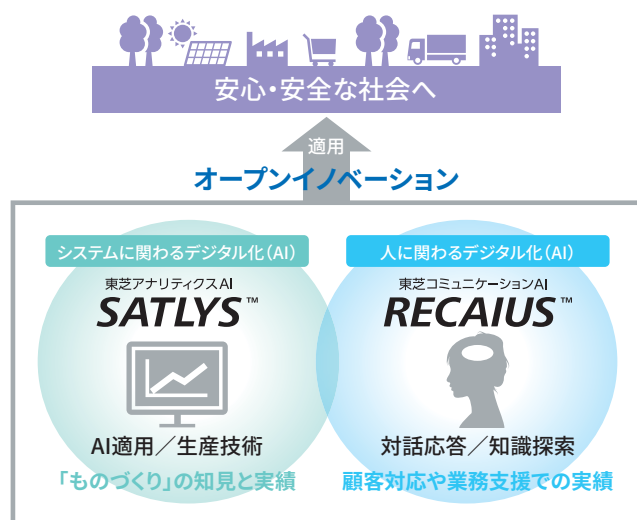 安心・安全な社会へ
適用
オープンイノベーション
システムに関わるデジタル化(AI)
東芝アナリティクスAI
SATLYS™
AI適用／生産技術
「ものづくり」の知見と実績
人に関わるデジタル化(AI)
東芝コミュニケーションAI
RECAIUS™
対話応答／知識探索
顧客対応や業務支援での実績